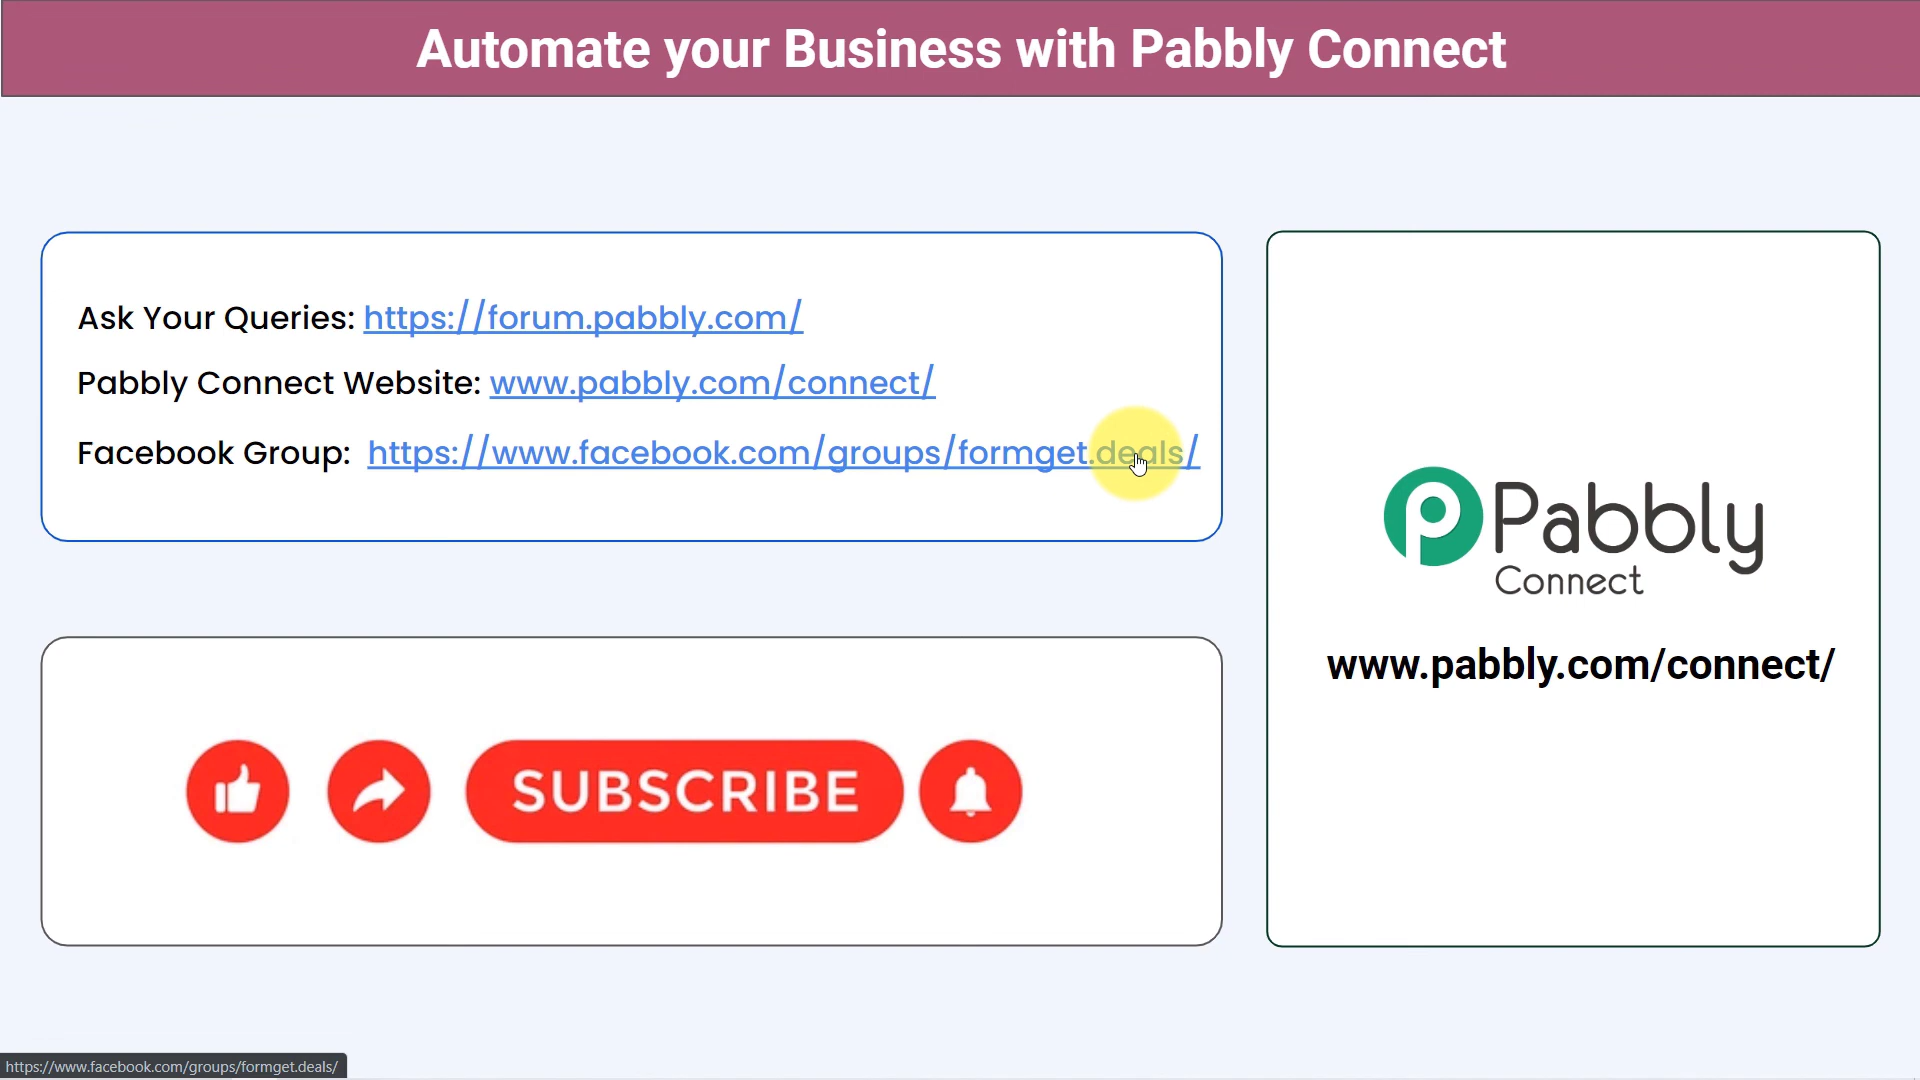 Automate your Business with Pabbly Connect
Ask Your Queries: https://forum.pabbly.com/
Pabbly Connect Website: www.pabbly.com/connect/
Facebook Group: https://www.facebook.com/groups/formget.deals/
Pabbly
Connect
www.pabbly.com/connect/
SUBSCRIBE
https://www.facebook.com/groups/formget.deals/